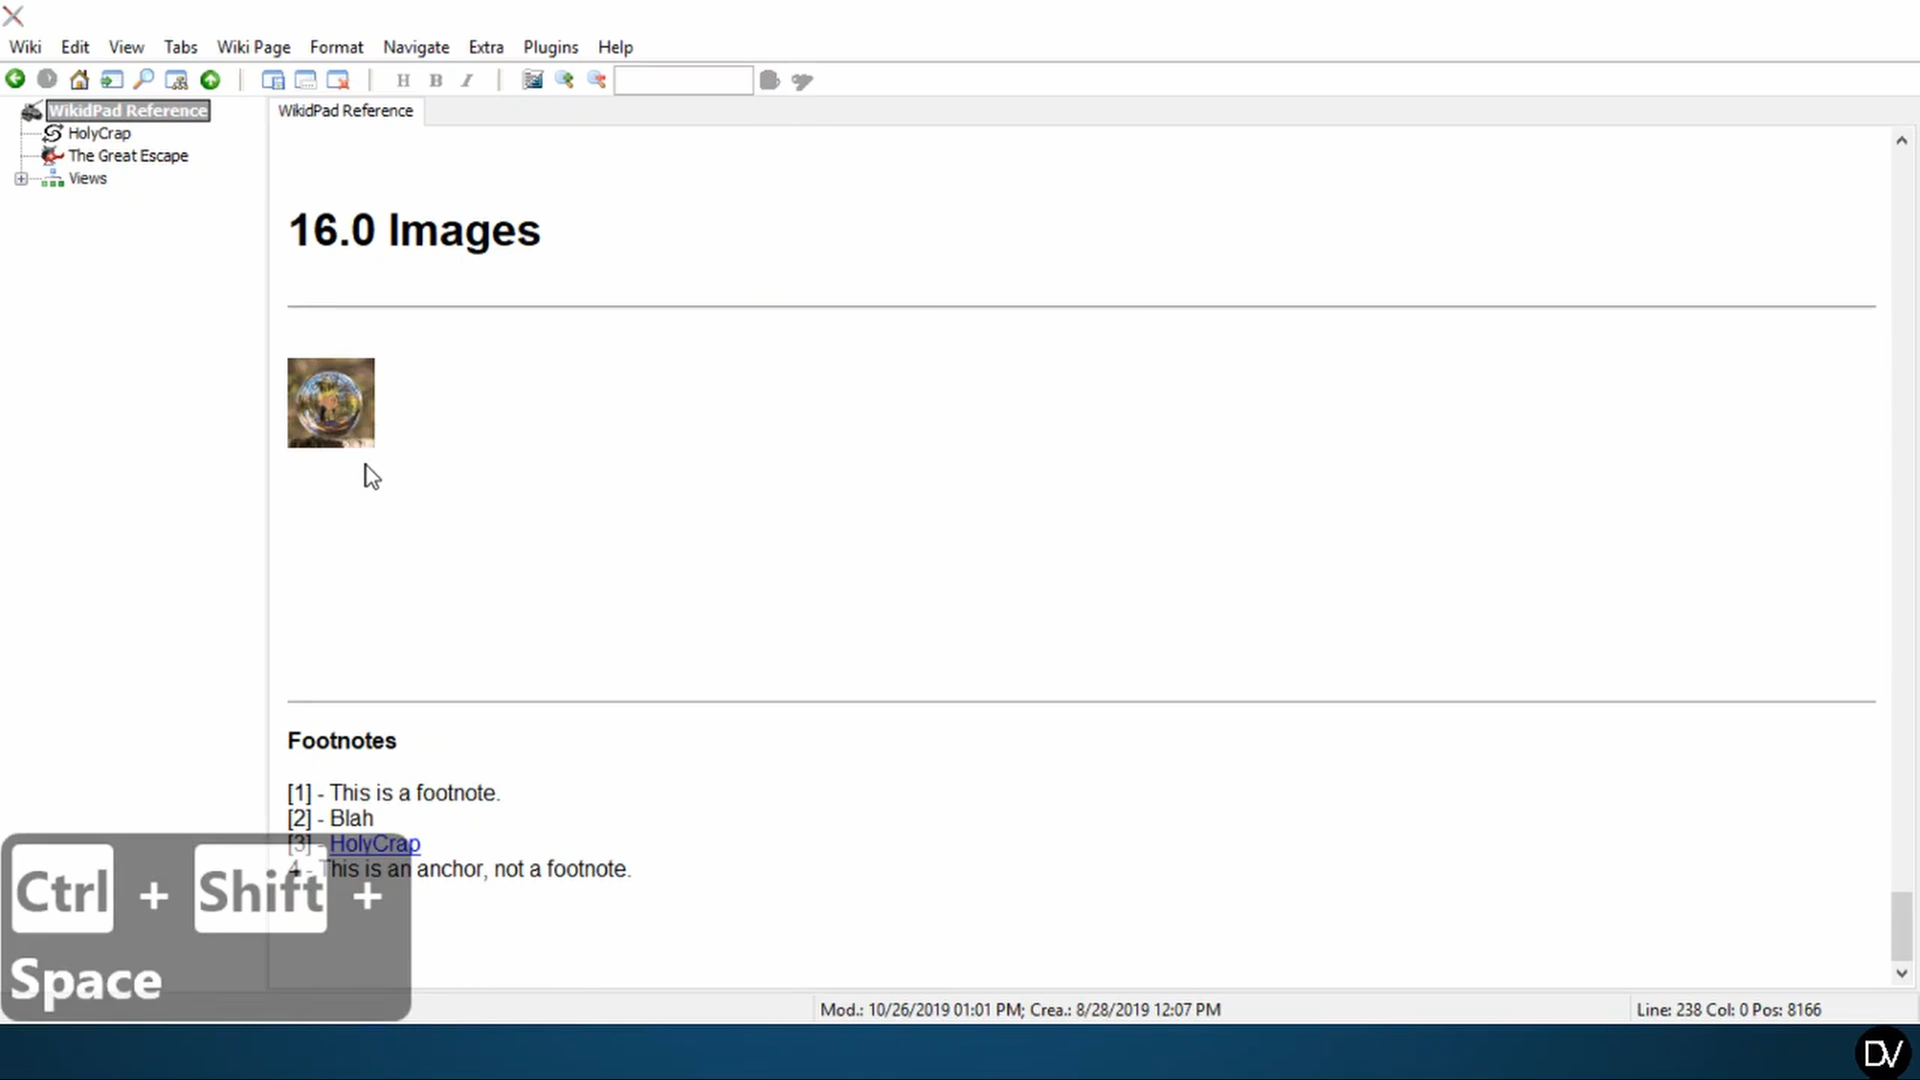 Wiki Edit View Tabs Wiki Page Format Navigate Extra Plugins Help
H B I
WikidPad Reference
HolyCrap
The Great Escape
Views
WikidPad Reference
16.0 Images
Footnotes
[1] - This is a footnote.
[2] - Blah
[3] - HolyCrap
4 - This is an anchor, not a footnote.
Ctrl + Shift +
Space
Mod.: 10/26/2019 01:01 PM; Crea.: 8/28/2019 12:07 PM
Line: 238 Col: 0 Pos: 8166
DV